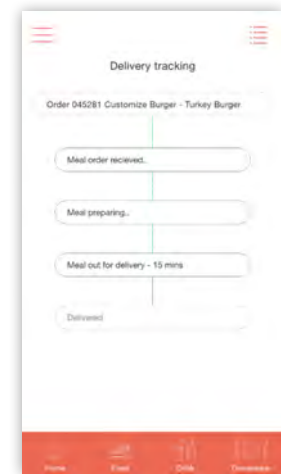 Delivery tracking
Order 045281 Customize Burger - Turkey Burger
Meal order recieved..
Meal preparing..
Meal out for delivery - 15 mins
Delivered
Home Food Drink